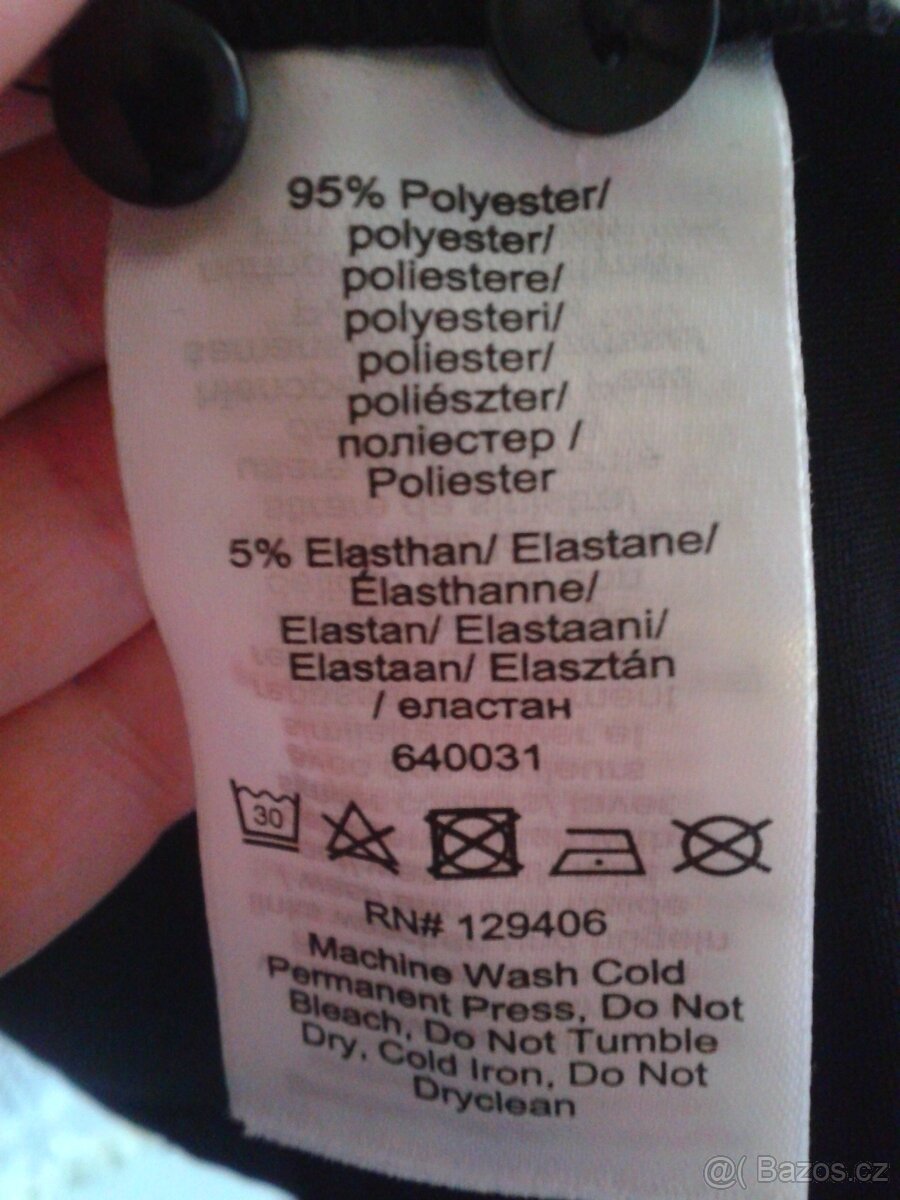 95% Polyester/
polyester/
poliestere/
polyesteri/
poliester/
poliészter/
поліестер /
Poliester
5% Elasthan/ Elastane/
Élasthanne/
Elastan/ Elastaani/
Elastaan/ Elasztán
/ еластан
640031
30
RN# 129406
Machine Wash Cold
Permanent Press, Do Not
Bleach, Do Not Tumble
Dry, Cold Iron, Do Not
Dryclean
@( Bazos.cz